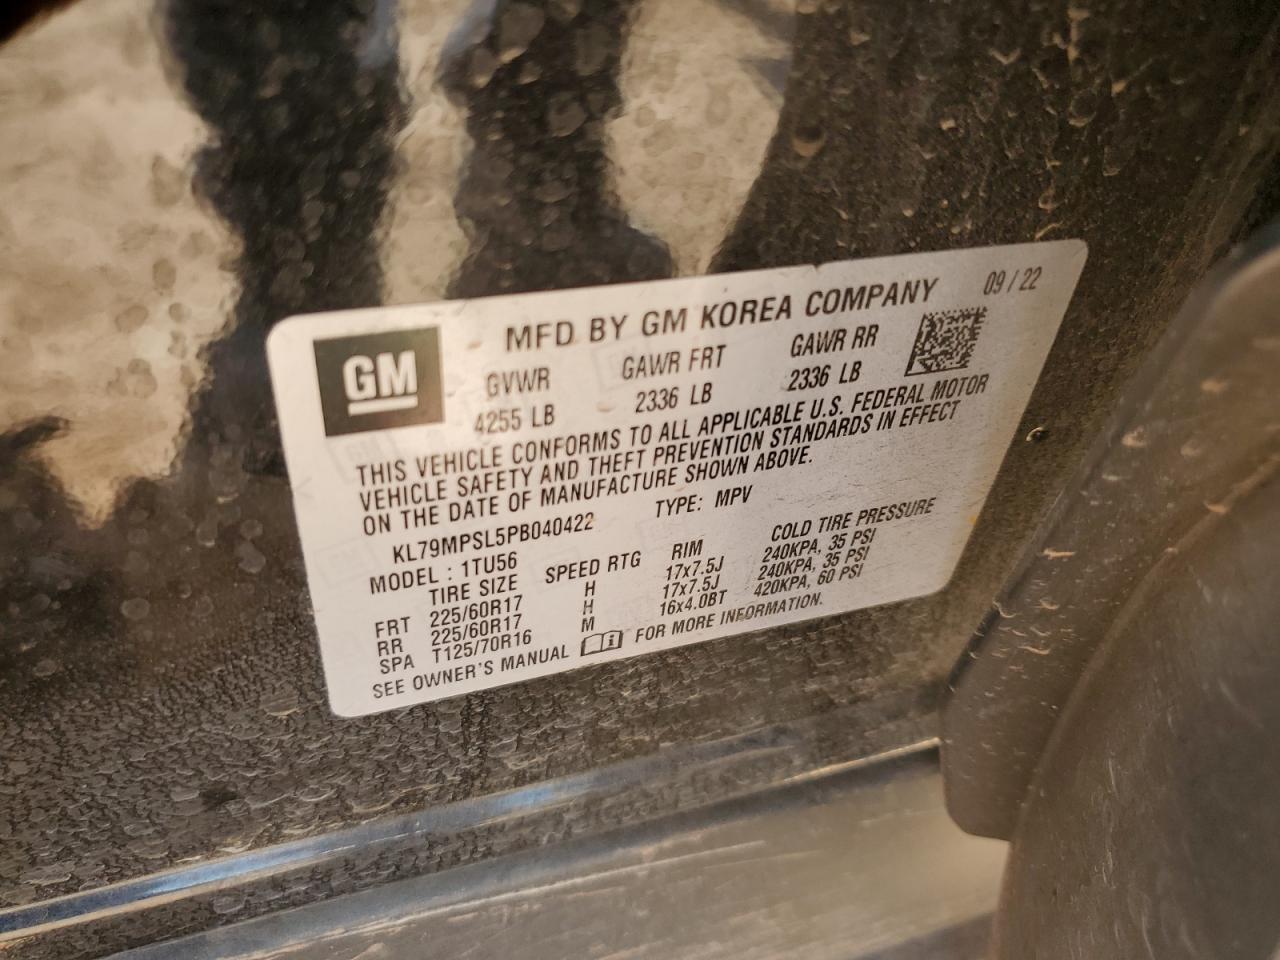 MFD BY GM KOREA COMPANY 09 / 22
GM
GVWR GAWR FRT GAWR RR
4255 LB 2336 LB 2336 LB
THIS VEHICLE CONFORMS TO ALL APPLICABLE U.S. FEDERAL MOTOR
VEHICLE SAFETY AND THEFT PREVENTION STANDARDS IN EFFECT
ON THE DATE OF MANUFACTURE SHOWN ABOVE.
KL79MPSL5PB040422 TYPE: MPV
MODEL : 1TU56
TIRE SIZE SPEED RTG RIM COLD TIRE PRESSURE
FRT 225/60R17 H 17x7.5J 240KPA, 35 PSI
RR 225/60R17 H 17x7.5J 240KPA, 35 PSI
SPA T125/70R16 M 16x4.0BT 420KPA, 60 PSI
SEE OWNER'S MANUAL FOR MORE INFORMATION.